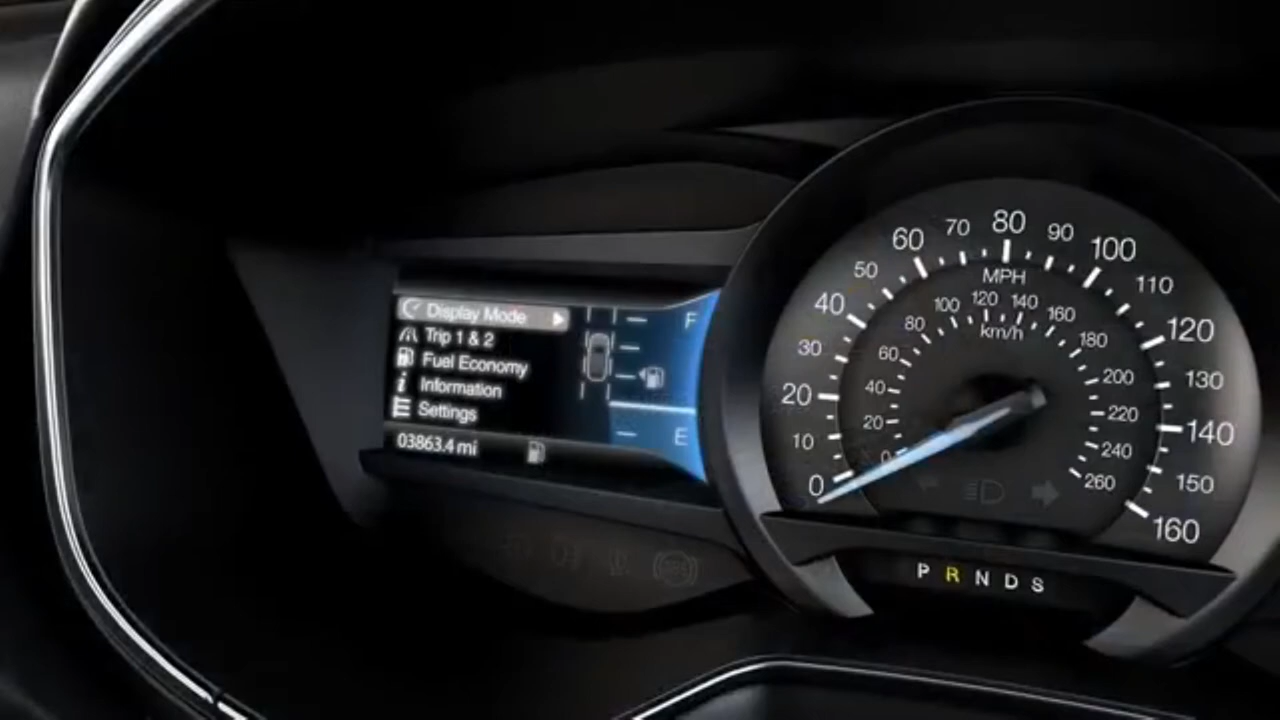 Display Mode
Trip 1 & 2
Fuel Economy
Information
Settings
03863.4 mi
F
E
0
10
20
30
40
50
60
70
80
90
100
110
120
130
140
150
160
MPH
0
20
40
60
80
100
120
140
160
180
200
220
240
260
km/h
P R N D S